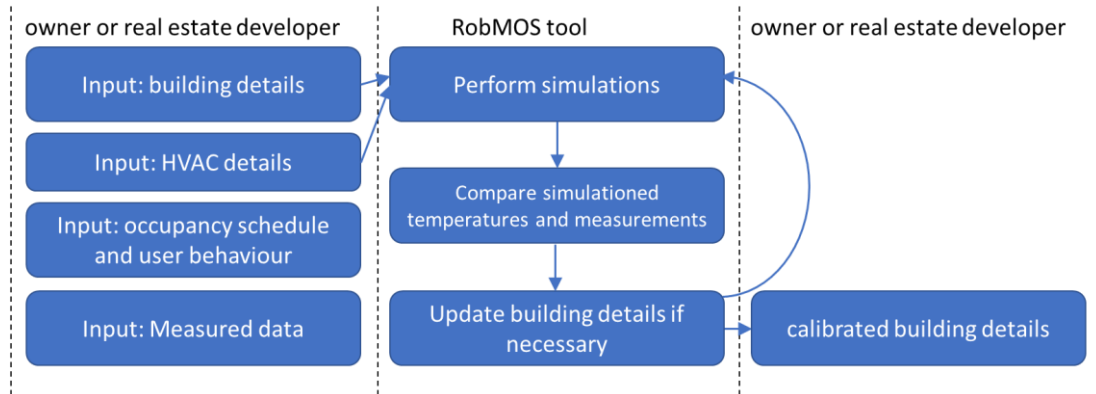 owner or real estate developer
RobMOS tool
owner or real estate developer
Input: building details
Input: HVAC details
Input: occupancy schedule
and user behaviour
Input: Measured data
Perform simulations
Compare simulationed
temperatures and measurements
Update building details if
necessary
calibrated building details